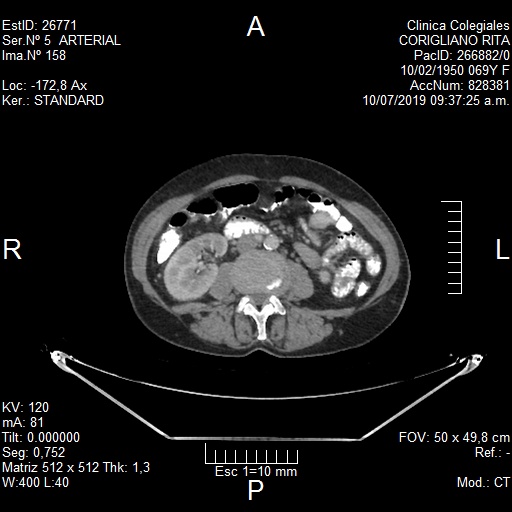 EstID: 26771
Ser.Nº 5 ARTERIAL
Ima.Nº 158
Loc: -172,8 Ax
Ker.: STANDARD
A
Clinica Colegiales
CORIGLIANO RITA
PacID: 266882/0
10/02/1950 069Y F
AccNum: 828381
10/07/2019 09:37:25 a.m.
R
L
KV: 120
mA: 81
Tilt: 0.000000
Seg: 0,752
Matriz 512 x 512 Thk: 1,3
W:400 L:40
Esc 1=10 mm
P
FOV: 50 x 49,8 cm
Ref.: -
Mod.: CT